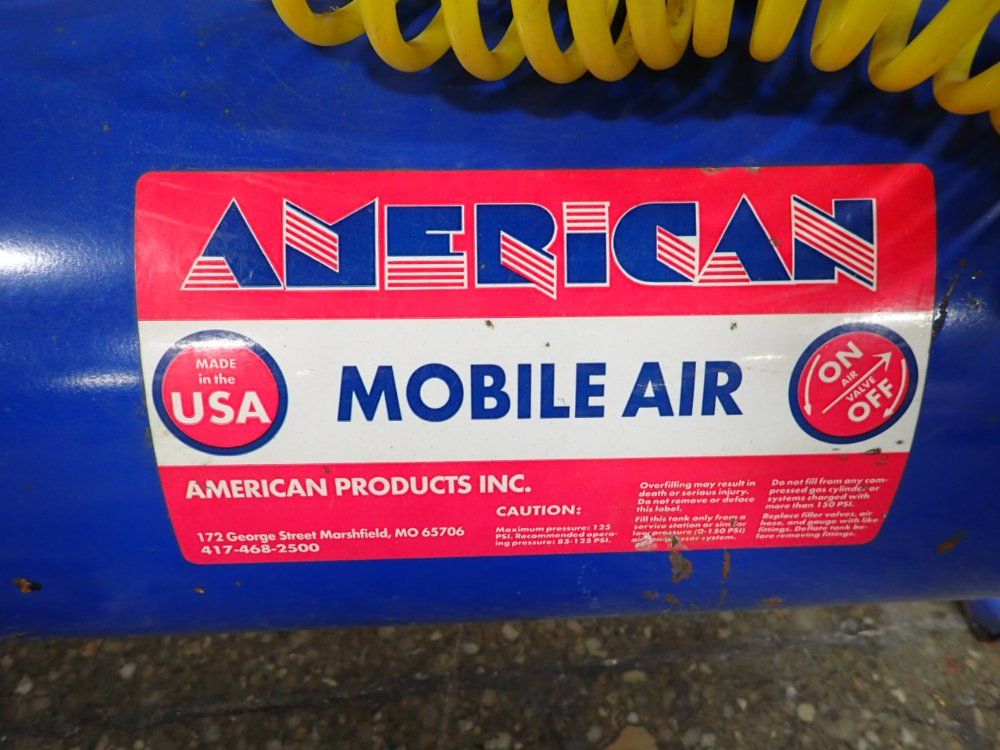 AMERICAN
MADE
in the
USA
MOBILE AIR
ON
AIR
VALVE
OFF
AMERICAN PRODUCTS INC.
172 George Street Marshfield, MO 65706
417-468-2500
CAUTION:
Maximum pressure: 125
PSI. Recommended opera-
ing pressure: 85-125 PSI.
Overfilling may result in
death or serious injury.
Do not remove or deface
this label.
Fill this tank only from a
service station or similar
low pressure (0-150 PSI)
system.
Do not fill from any com-
pressed gas cylinder or
systems charged with
more than 150 PSI.
Replace filler valves, air
hose, and gauge with like
fittings. Deflate tank be-
fore removing fittings.